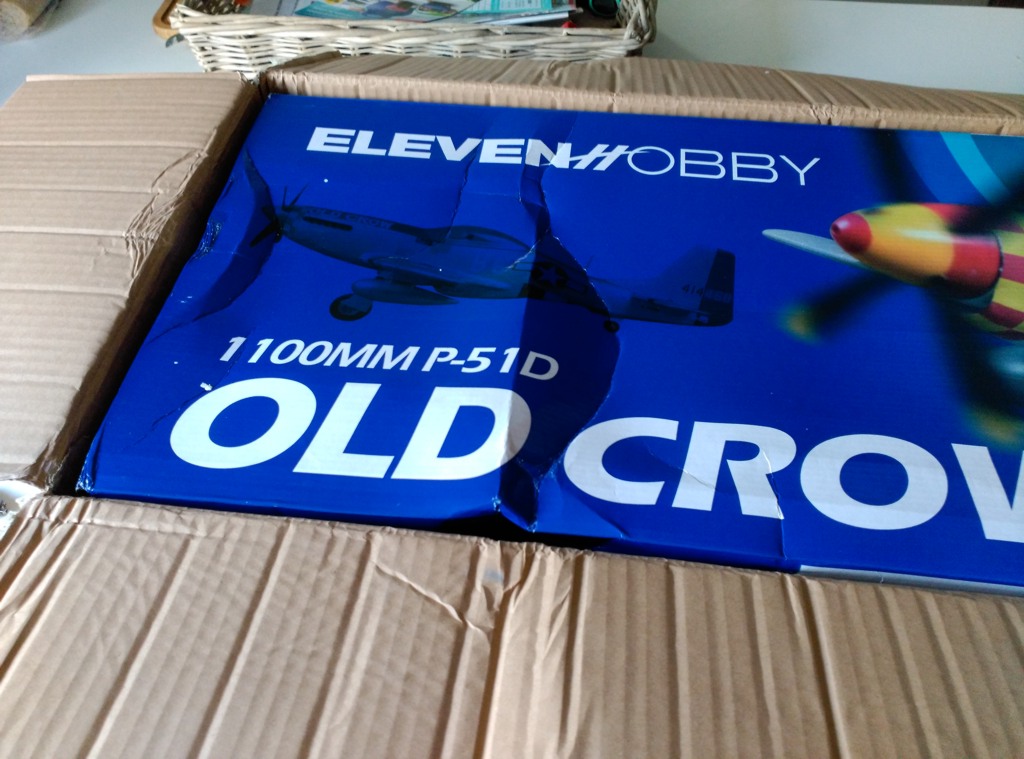 ELEVENHOBBY
1100MM P-51D
OLD CROW